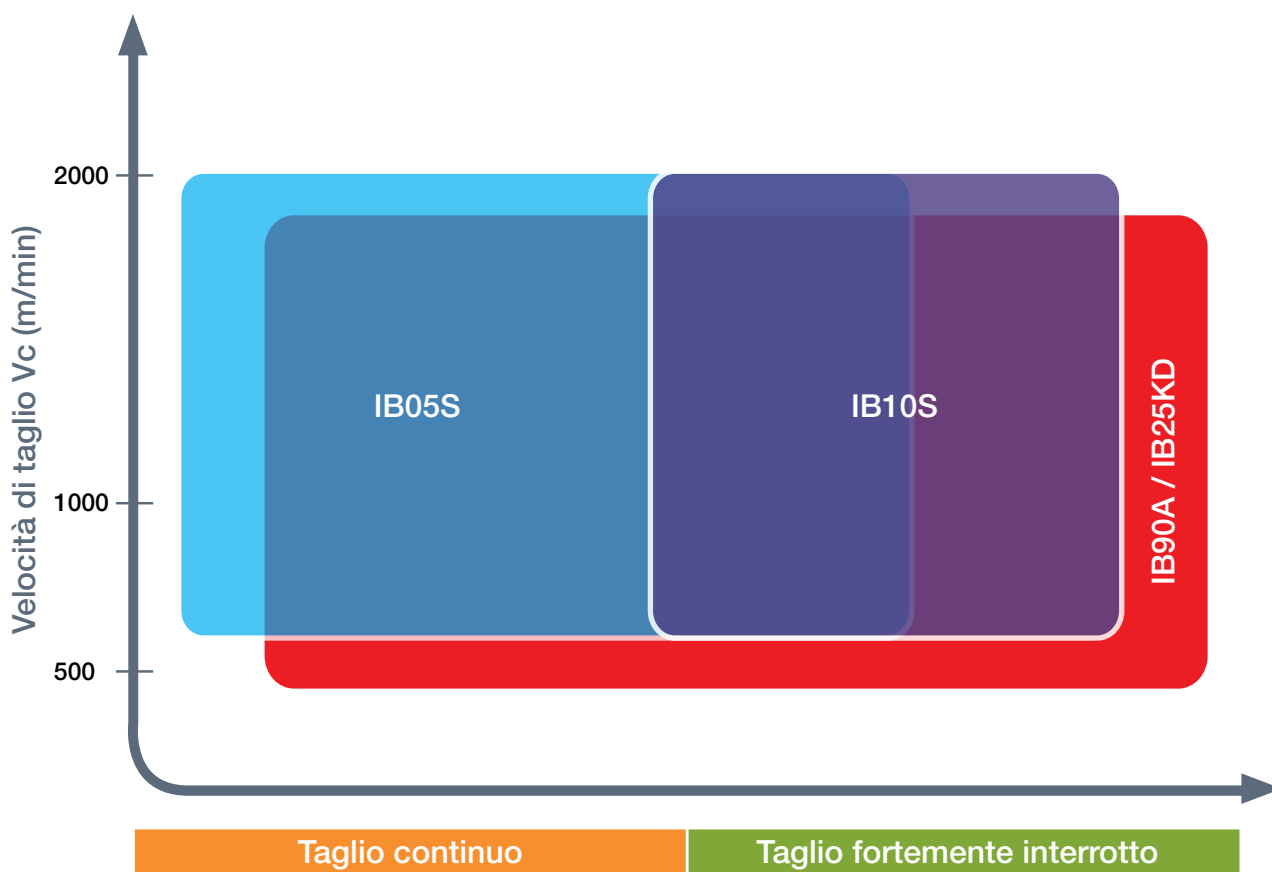 Velocità di taglio Vc (m/min)
2000
1000
500
IB05S
IB10S
IB90A / IB25KD
Taglio continuo
Taglio fortemente interrotto